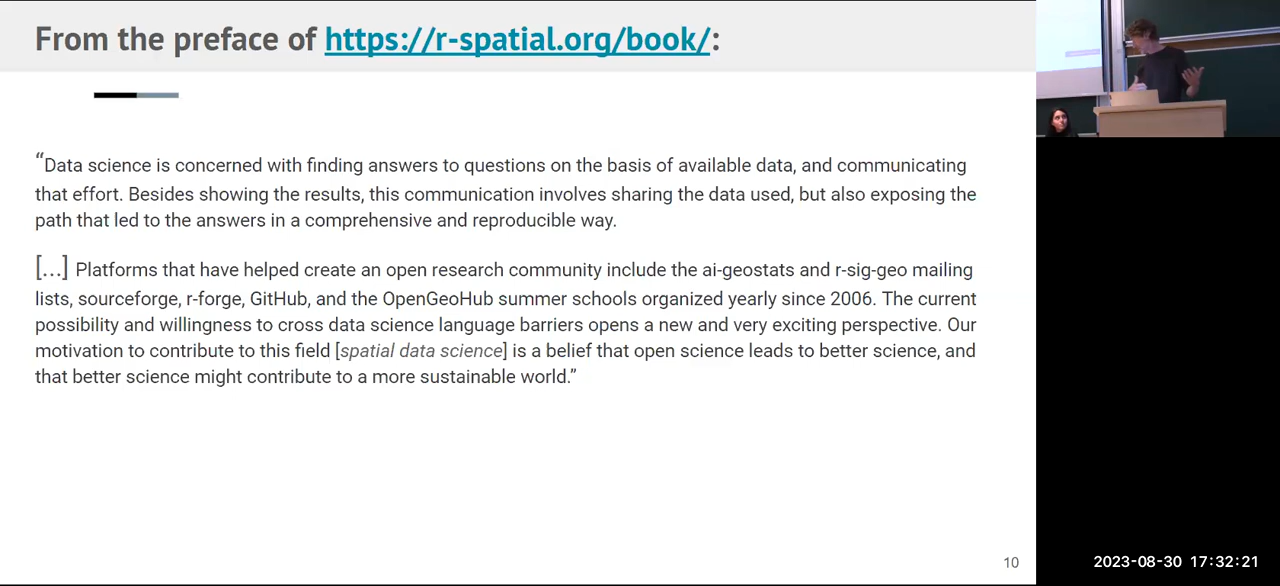 From the preface of https://r-spatial.org/book/:
“Data science is concerned with finding answers to questions on the basis of available data, and communicating
that effort. Besides showing the results, this communication involves sharing the data used, but also exposing the
path that led to the answers in a comprehensive and reproducible way.
[…] Platforms that have helped create an open research community include the ai-geostats and r-sig-geo mailing
lists, sourceforge, r-forge, GitHub, and the OpenGeoHub summer schools organized yearly since 2006. The current
possibility and willingness to cross data science language barriers opens a new and very exciting perspective. Our
motivation to contribute to this field [spatial data science] is a belief that open science leads to better science, and
that better science might contribute to a more sustainable world.”
10
2023-08-30 17:32:21